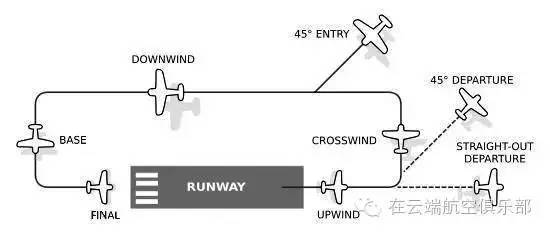 45° ENTRY
DOWNWIND
45° DEPARTURE
BASE
CROSSWIND
STRAIGHT-OUT
DEPARTURE
RUNWAY
FINAL
UPWIND
在云端航空俱乐部